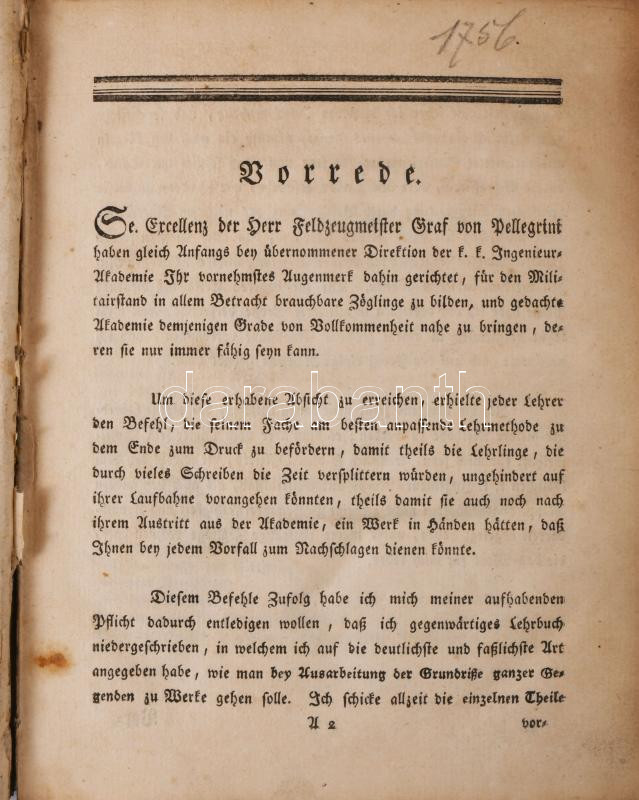 1756.
Vorrede.
Se. Excellenz der Herr Feldzeugmeister Graf von Pellegrini
haben gleich Anfangs bey übernommener Direktion der k. k. Ingenieur-
Akademie Ihr vornehmstes Augenmerk dahin gerichtet, für den Mili-
tairstand in allem Betracht brauchbare Zöglinge zu bilden, und gedachte
Akademie demjenigen Grade von Vollkommenheit nahe zu bringen, de-
ren sie nur immer fähig seyn kann.
Um diese erhabene Absicht zu erreichen, erhielte jeder Lehrer
den Befehl, die seinem Fache am besten anpassende Lehrmethode zu
dem Ende zum Druck zu befördern, damit theils die Lehrlinge, die
durch vieles Schreiben die Zeit versplittern würden, ungehindert auf
ihrer Laufbahne vorangehen könnten, theils damit sie auch noch nach
ihrem Austritt aus der Akademie, ein Werk in Händen hätten, daß
Ihnen bey jedem Vorfall zum Nachschlagen dienen könnte.
Diesem Befehle Zufolg habe ich mich meiner aufhabenden
Pflicht dadurch entledigen wollen, daß ich gegenwärtiges Lehrbuch
niedergeschrieben, in welchem ich auf die deutlichste und faßlichste Art
angegeben habe, wie man bey Ausarbeitung der Grundriße ganzer Ge-
genden zu Werke gehen solle. Ich schicke allzeit die einzelnen Theile
A 2 vor-
darabanth